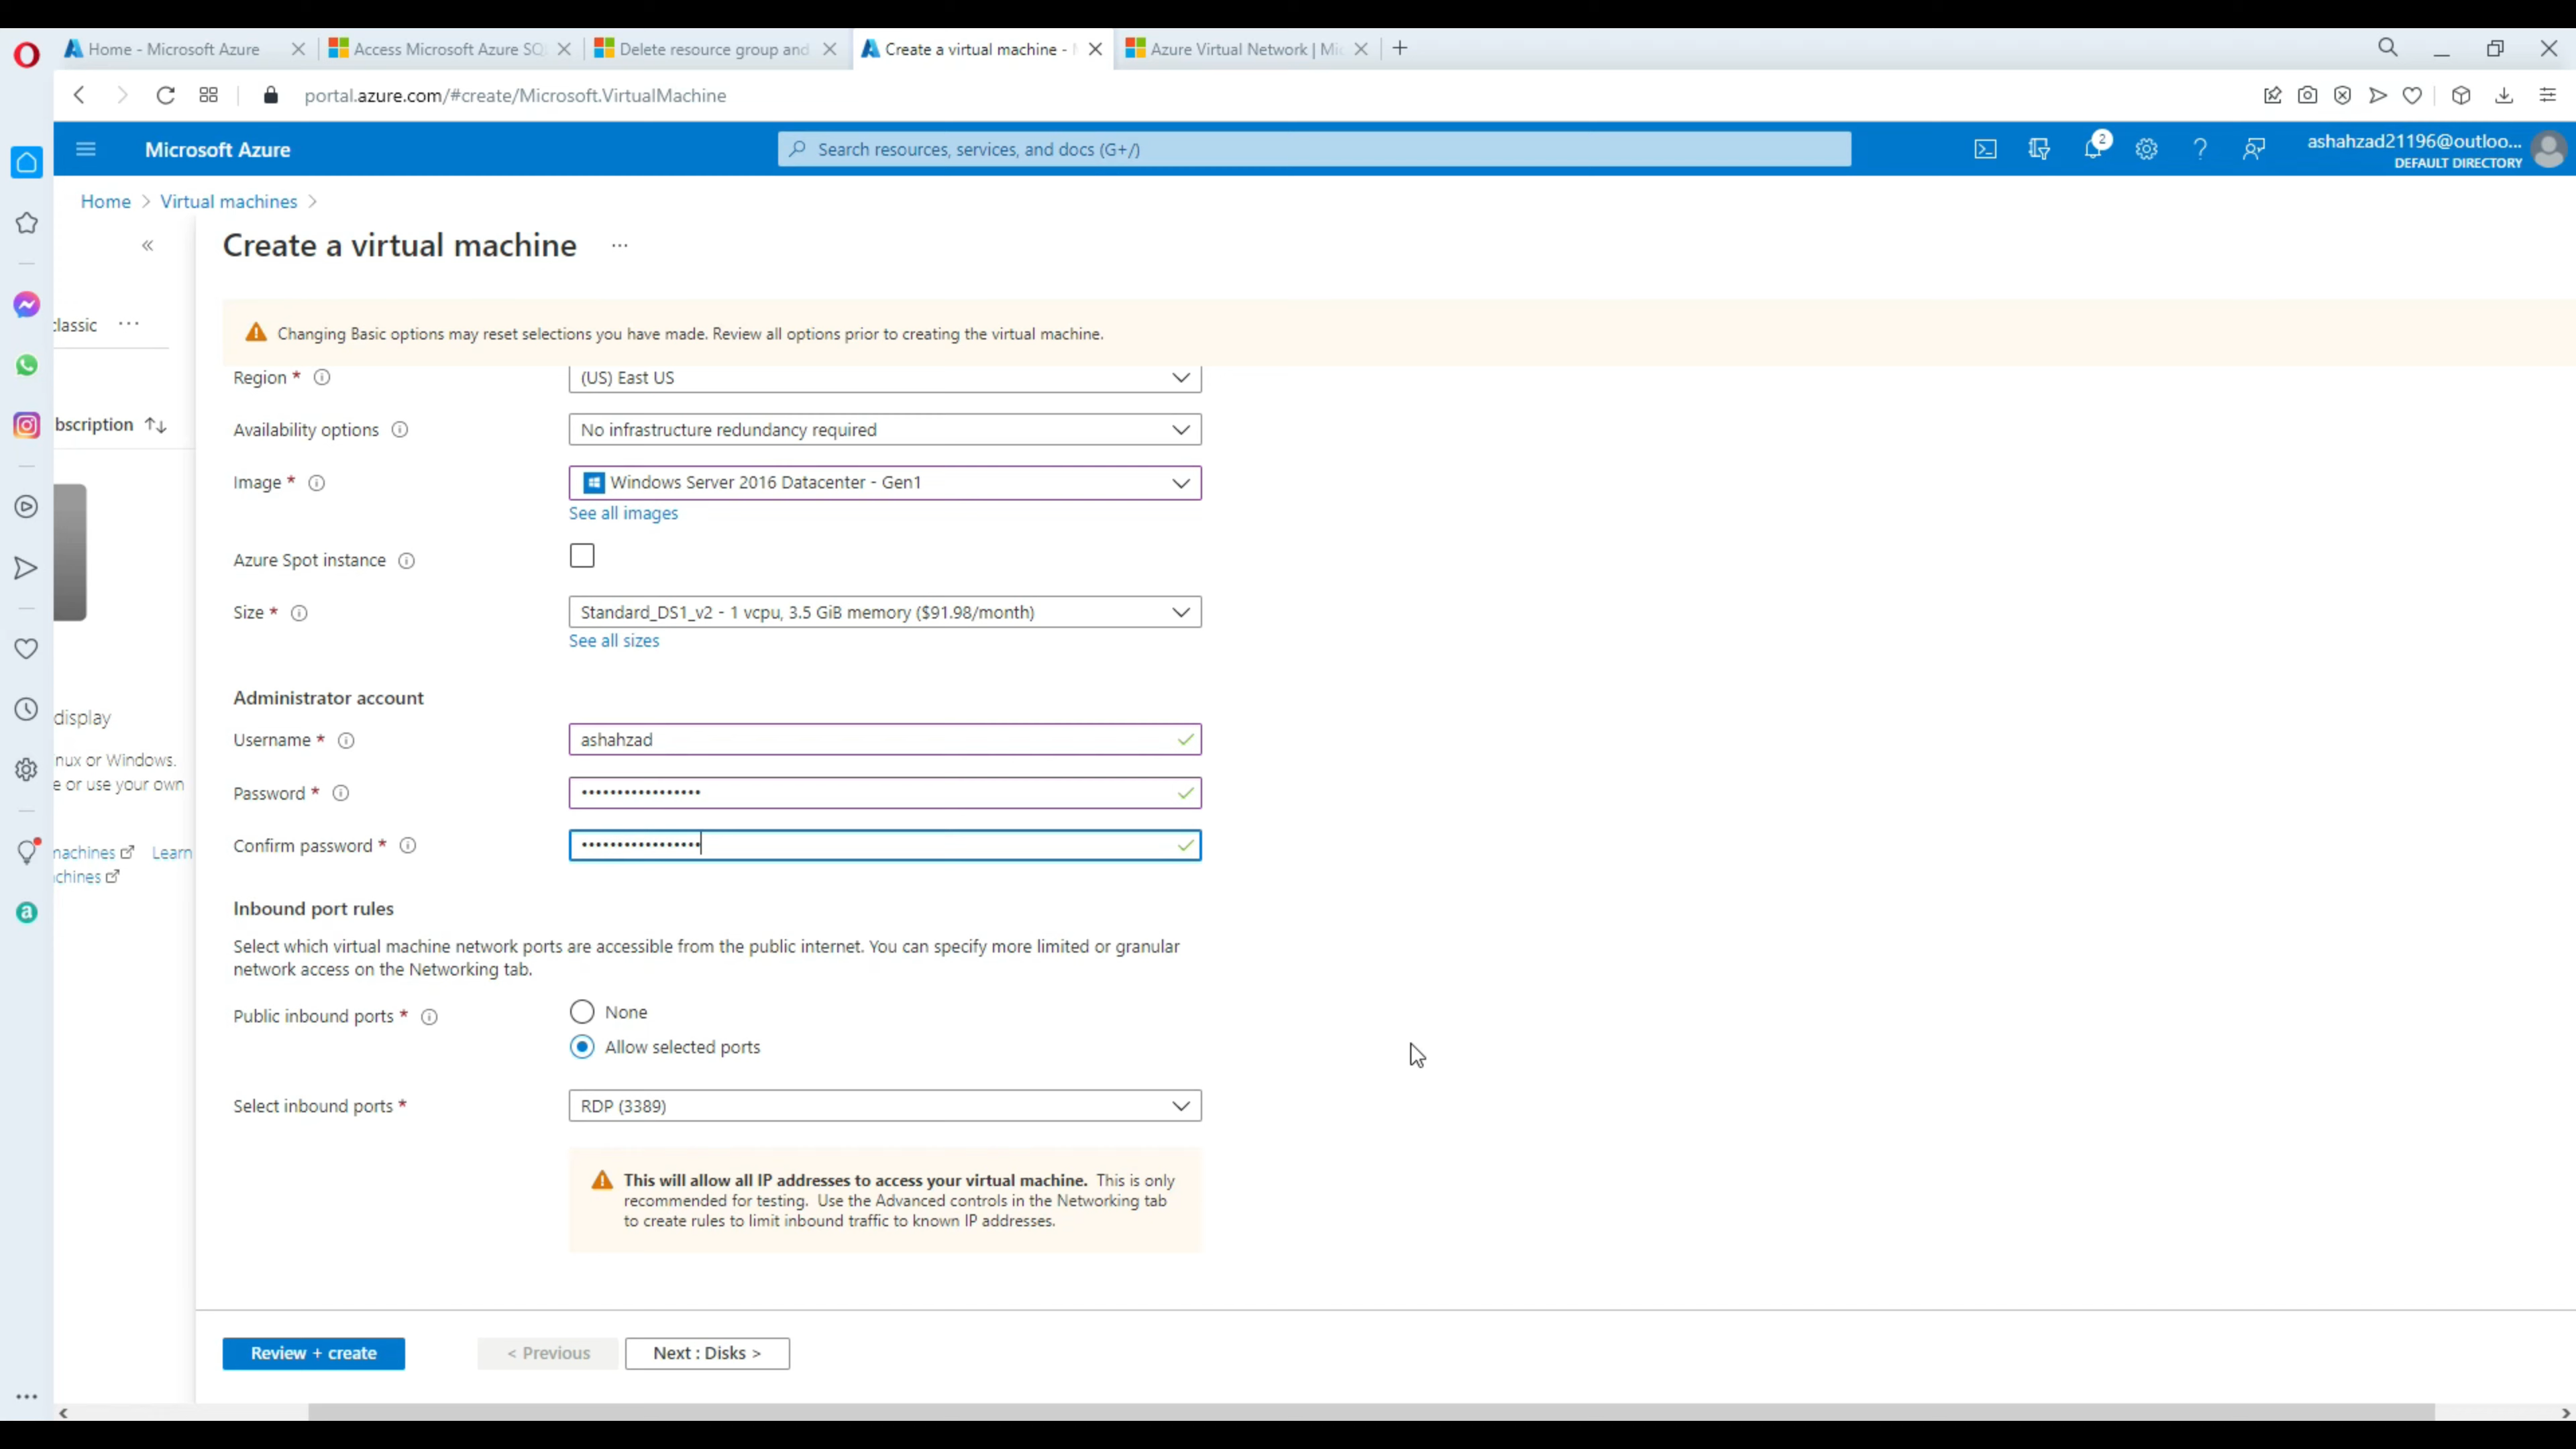 Home - Microsoft Azure
Access Microsoft Azure SQ
Delete resource group and
Create a virtual machine -
Azure Virtual Network | Mic
portal.azure.com/#create/Microsoft.VirtualMachine
Microsoft Azure
Search resources, services, and docs (G+/)
2
ashahzad21196@outloo...
DEFAULT DIRECTORY
Home > Virtual machines >
Create a virtual machine ...
classic ...
Changing Basic options may reset selections you have made. Review all options prior to creating the virtual machine.
Region *
(US) East US
bscription
Availability options
No infrastructure redundancy required
Image *
Windows Server 2016 Datacenter - Gen1
See all images
Azure Spot instance
Size *
Standard_DS1_v2 - 1 vcpu, 3.5 GiB memory ($91.98/month)
See all sizes
Administrator account
display
Username *
ashahzad
nux or Windows.
e or use your own
Password *
•••••••••••••••••
Confirm password *
•••••••••••••••••
machines Learn
chines
Inbound port rules
Select which virtual machine network ports are accessible from the public internet. You can specify more limited or granular
network access on the Networking tab.
Public inbound ports *
None
Allow selected ports
Select inbound ports *
RDP (3389)
This will allow all IP addresses to access your virtual machine. This is only
recommended for testing. Use the Advanced controls in the Networking tab
to create rules to limit inbound traffic to known IP addresses.
Review + create
< Previous
Next : Disks >